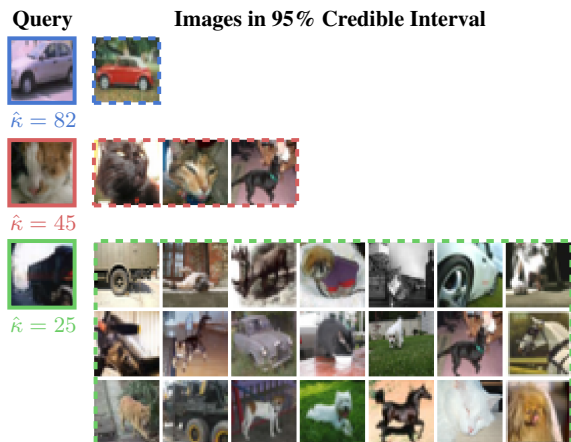 Query Images in 95% Credible Interval
κ̂ = 82
κ̂ = 45
κ̂ = 25